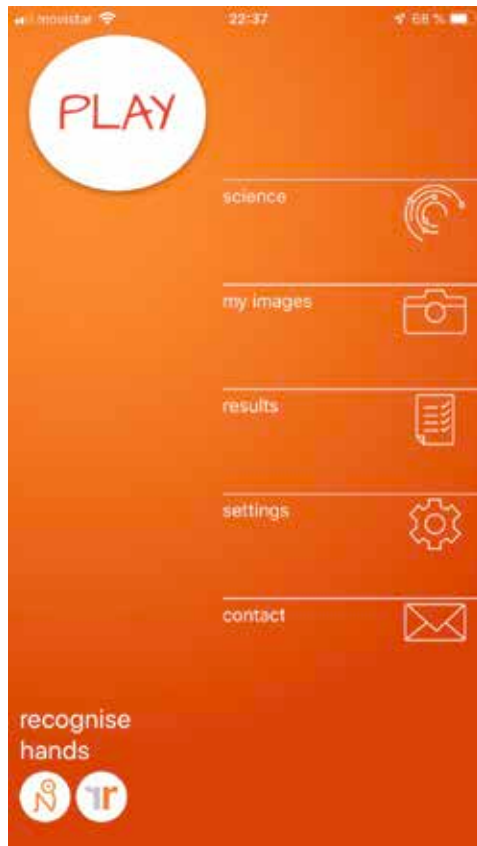 movistar 22:37 68 %
PLAY
science
my images
results
settings
contact
recognise
hands